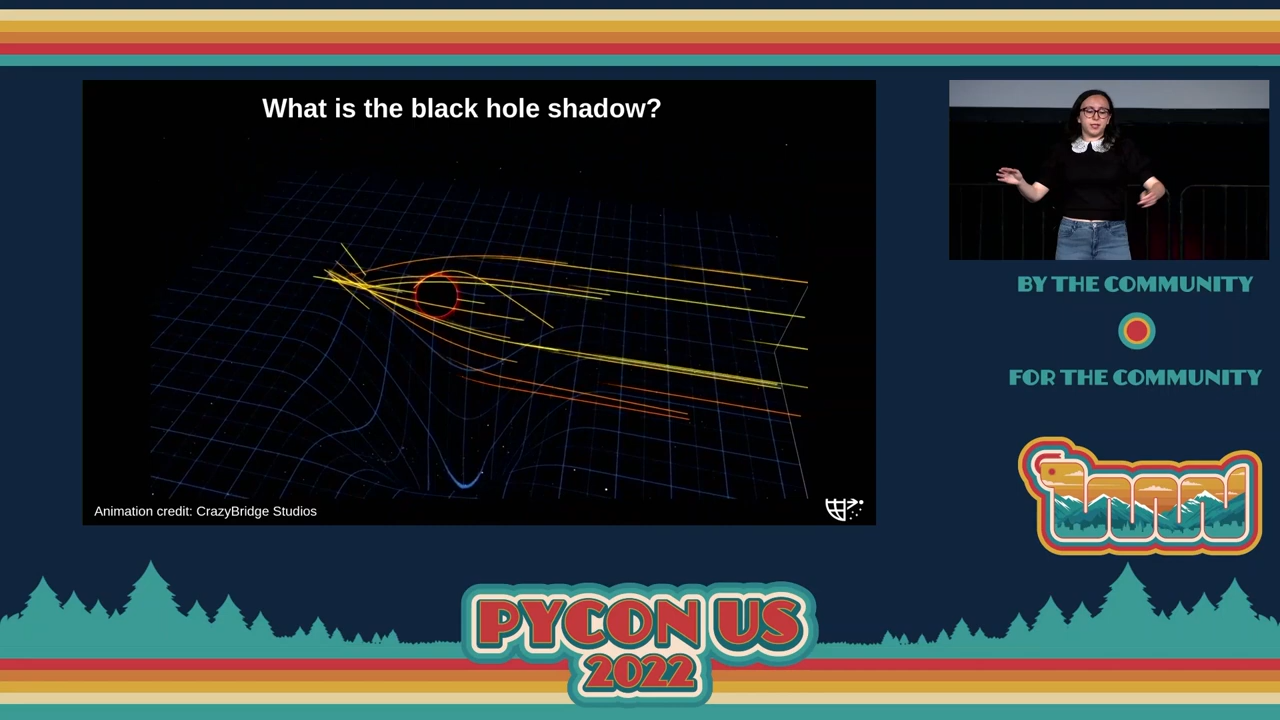 What is the black hole shadow?
Animation credit: CrazyBridge Studios
BY THE COMMUNITY
FOR THE COMMUNITY
PYCON US
2022